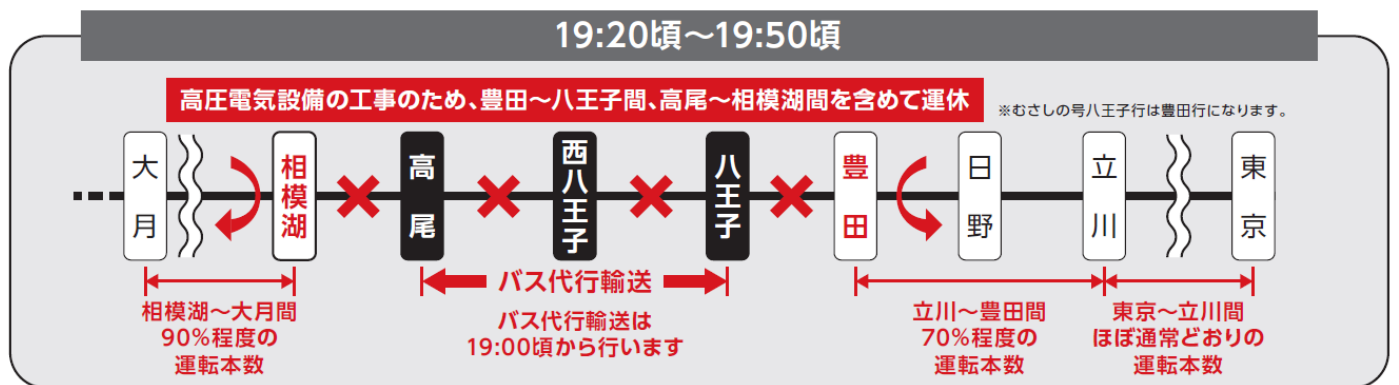 19:20頃～19:50頃
高圧電気設備の工事のため、豊田～八王子間、高尾～相模湖間を含めて運休
※むさしの号八王子行は豊田行になります。
大月
相模湖
高尾
西八王子
八王子
豊田
日野
立川
東京
バス代行輸送
バス代行輸送は
19:00頃から行います
相模湖～大月間
90%程度の
運転本数
立川～豊田間
70%程度の
運転本数
東京～立川間
ほぼ通常どおりの
運転本数